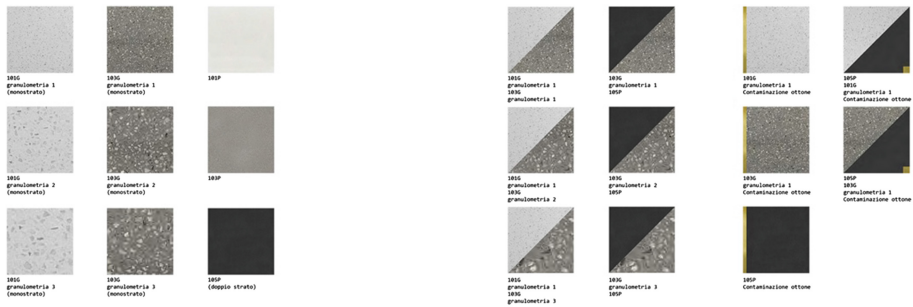 101G
granulometria 1
(monostrato)
103G
granulometria 1
(monostrato)
101P
101G
granulometria 1
103G
granulometria 1
103G
granulometria 1
105P
101G
granulometria 1
Contaminazione ottone
105P
101G
granulometria 1
Contaminazione ottone
101G
granulometria 2
(monostrato)
103G
granulometria 2
(monostrato)
103P
101G
granulometria 1
103G
granulometria 2
103G
granulometria 2
105P
103G
granulometria 1
Contaminazione ottone
105P
103G
granulometria 1
Contaminazione ottone
101G
granulometria 3
(monostrato)
103G
granulometria 3
(monostrato)
105P
(doppio strato)
101G
granulometria 1
103G
granulometria 3
103G
granulometria 3
105P
105P
Contaminazione ottone